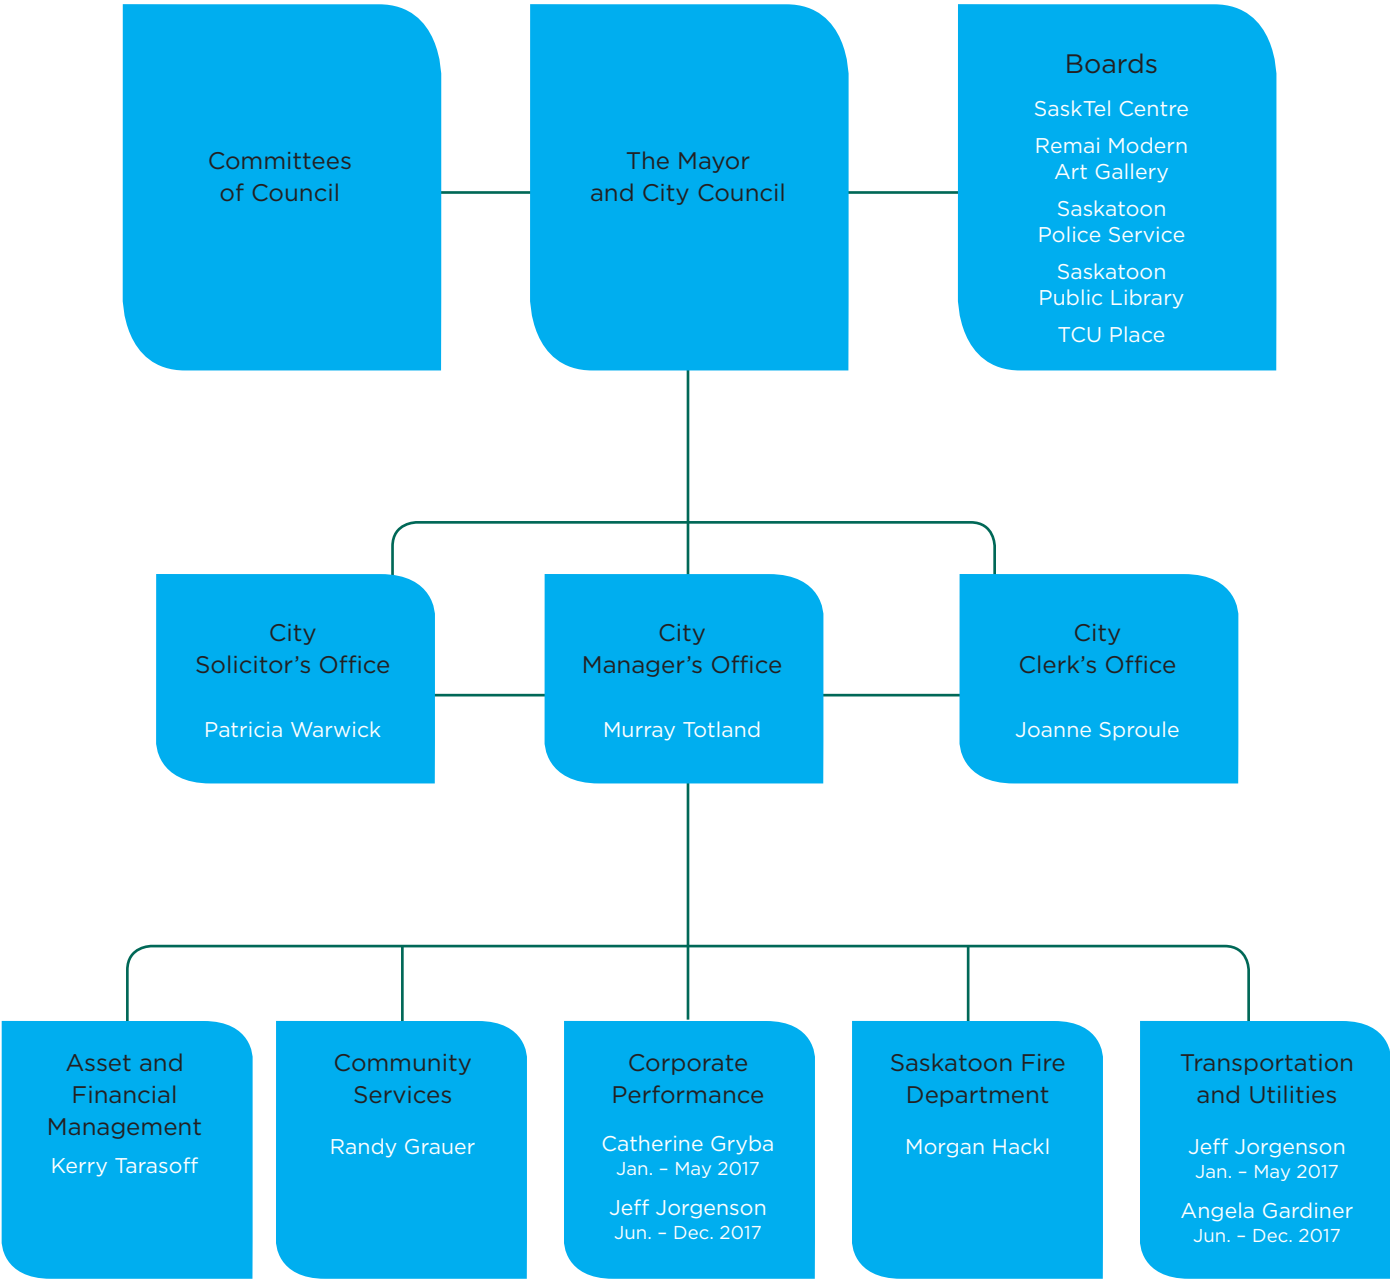 Committees
of Council
The Mayor
and City Council
Boards
SaskTel Centre
Remai Modern
Art Gallery
Saskatoon
Police Service
Saskatoon
Public Library
TCU Place
City
Solicitor’s Office
Patricia Warwick
City
Manager’s Office
Murray Totland
City
Clerk’s Office
Joanne Sproule
Asset and
Financial
Management
Kerry Tarasoff
Community
Services
Randy Grauer
Corporate
Performance
Catherine Gryba
Jan. – May 2017
Jeff Jorgenson
Jun. – Dec. 2017
Saskatoon Fire
Department
Morgan Hackl
Transportation
and Utilities
Jeff Jorgenson
Jan. – May 2017
Angela Gardiner
Jun. – Dec. 2017